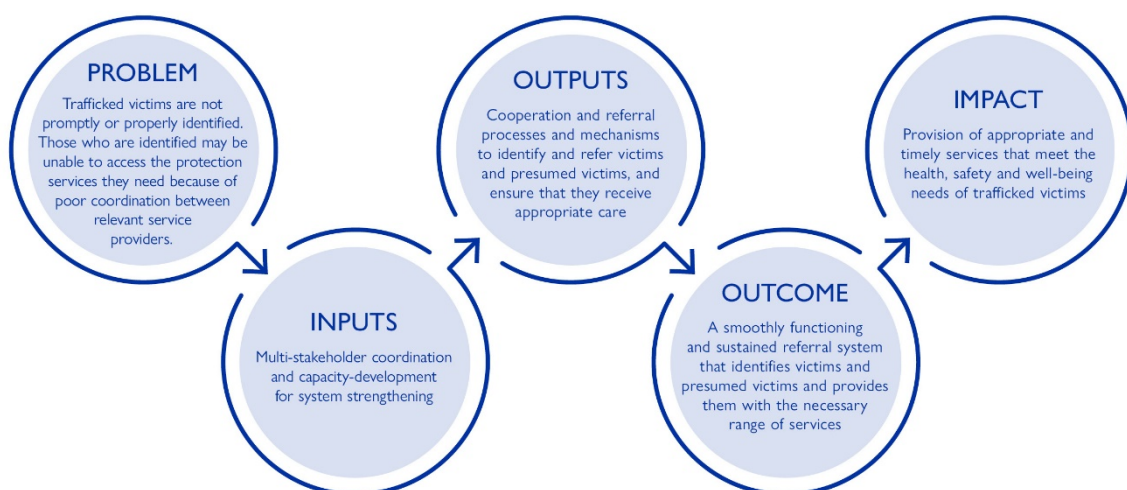 PROBLEM
Trafficked victims are not
promptly or properly identified.
Those who are identified may be
unable to access the protection
services they need because of
poor coordination between
relevant service
providers.
INPUTS
Multi-stakeholder coordination
and capacity-development
for system strengthening
OUTPUTS
Cooperation and referral
processes and mechanisms
to identify and refer victims
and presumed victims, and
ensure that they receive
appropriate care
OUTCOME
A smoothly functioning
and sustained referral system
that identifies victims and
presumed victims and provides
them with the necessary
range of services
IMPACT
Provision of appropriate and
timely services that meet the
health, safety and well-being
needs of trafficked victims